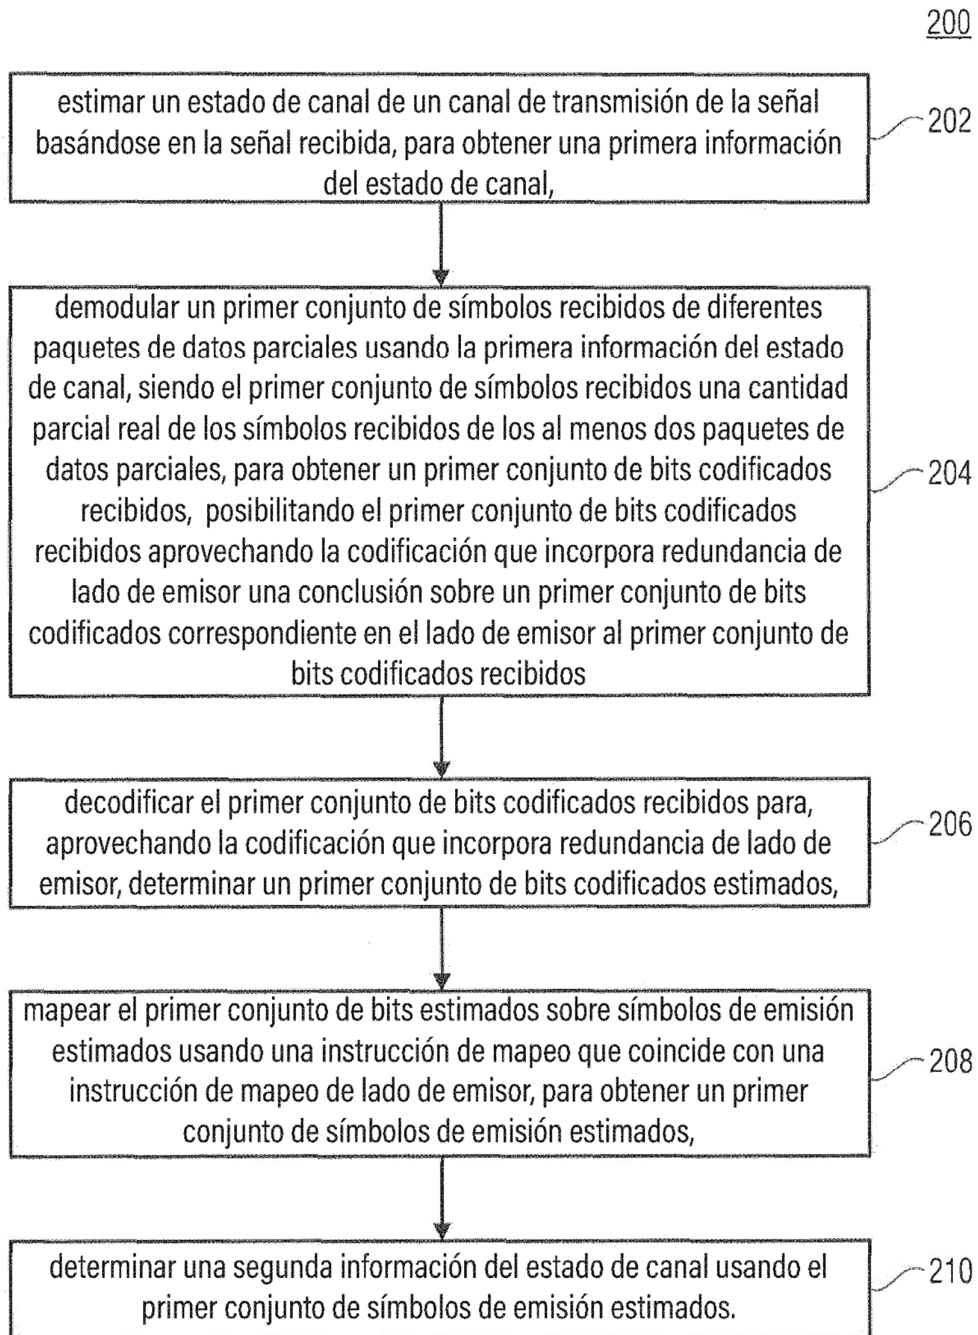 200
estimar un estado de canal de un canal de transmisión de la señal
basándose en la señal recibida, para obtener una primera información
del estado de canal,
202
demodular un primer conjunto de símbolos recibidos de diferentes
paquetes de datos parciales usando la primera información del estado
de canal, siendo el primer conjunto de símbolos recibidos una cantidad
parcial real de los símbolos recibidos de los al menos dos paquetes de
datos parciales, para obtener un primer conjunto de bits codificados
recibidos, posibilitando el primer conjunto de bits codificados
recibidos aprovechando la codificación que incorpora redundancia de
lado de emisor una conclusión sobre un primer conjunto de bits
codificados correspondiente en el lado de emisor al primer conjunto de
bits codificados recibidos
204
decodificar el primer conjunto de bits codificados recibidos para,
aprovechando la codificación que incorpora redundancia de lado de
emisor, determinar un primer conjunto de bits codificados estimados,
206
mapear el primer conjunto de bits estimados sobre símbolos de emisión
estimados usando una instrucción de mapeo que coincide con una
instrucción de mapeo de lado de emisor, para obtener un primer
conjunto de símbolos de emisión estimados,
208
determinar una segunda información del estado de canal usando el
primer conjunto de símbolos de emisión estimados.
210